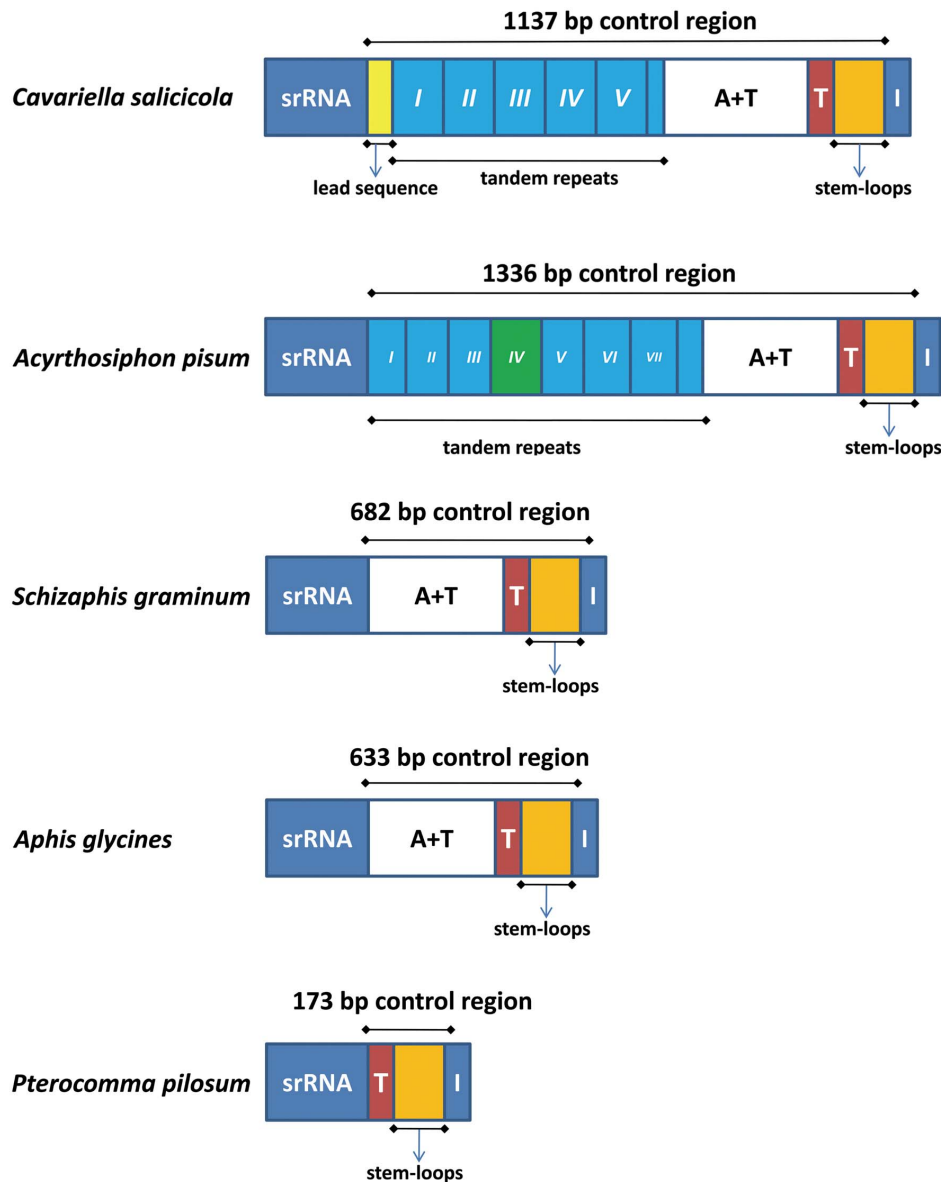 1137 bp control region
Cavariella salicicola
srRNA I II III IV V A+T T I
lead sequence
tandem repeats
stem-loops
1336 bp control region
Acyrthosiphon pisum
srRNA I II III IV V VI VII A+T T I
tandem repeats
stem-loops
682 bp control region
Schizaphis graminum
srRNA A+T T I
stem-loops
633 bp control region
Aphis glycines
srRNA A+T T I
stem-loops
173 bp control region
Pterocomma pilosum
srRNA T I
stem-loops